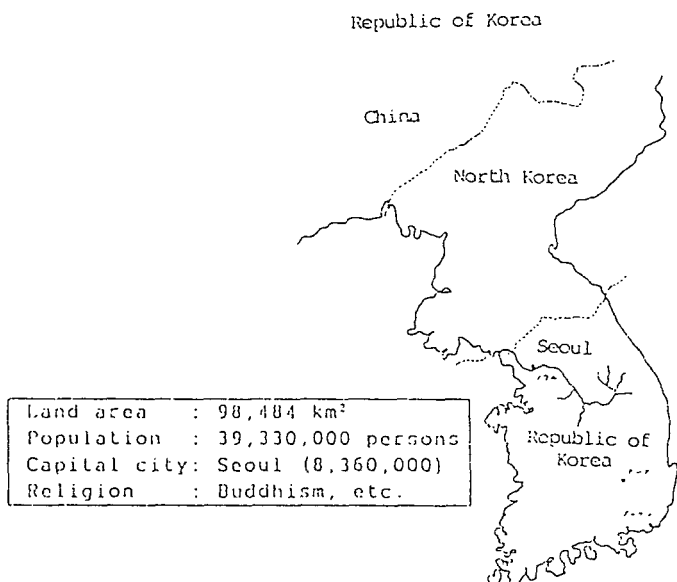 Republic of Korea
China
North Korea
Seoul
Republic of
Korea
Land area : 98,484 km²
Population : 39,330,000 persons
Capital city: Seoul (8,360,000)
Religion : Buddhism, etc.